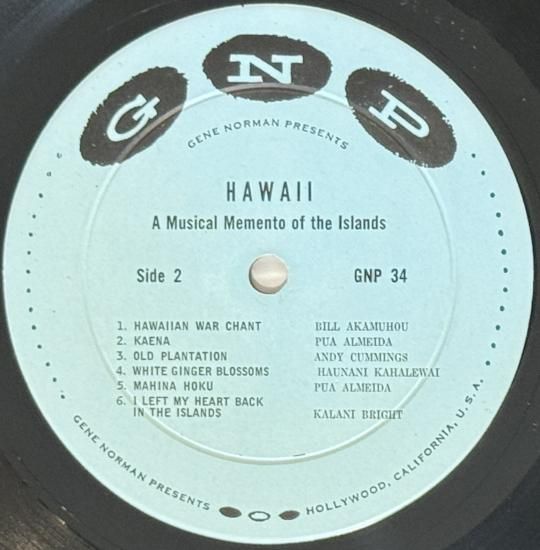 G N P
GENE NORMAN PRESENTS
HAWAII
A Musical Memento of the Islands
Side 2 GNP 34
1. HAWAIIAN WAR CHANT BILL AKAMUHOU
2. KAENA PUA ALMEIDA
3. OLD PLANTATION ANDY CUMMINGS
4. WHITE GINGER BLOSSOMS HAUNANI KAHALEWAI
5. MAHINA HOKU PUA ALMEIDA
6. I LEFT MY HEART BACK
IN THE ISLANDS KALANI BRIGHT
GENE NORMAN PRESENTS HOLLYWOOD, CALIFORNIA, U.S.A.